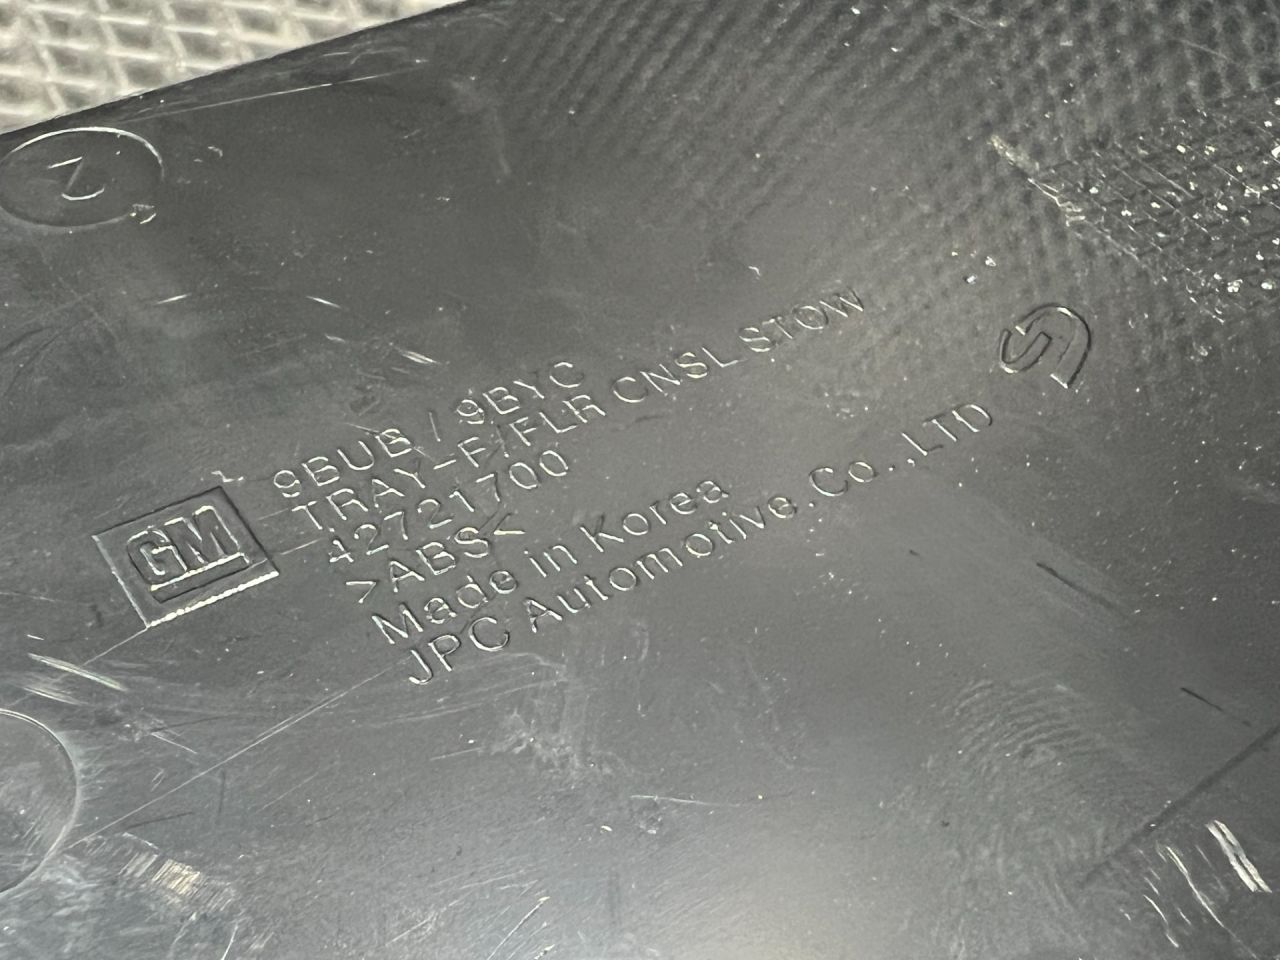 GM
9BUB / 9BYC
TRAY-F/FLR CNSL STOW
42721700
>ABS<
Made in Korea
JPC Automotive.Co.,LTD